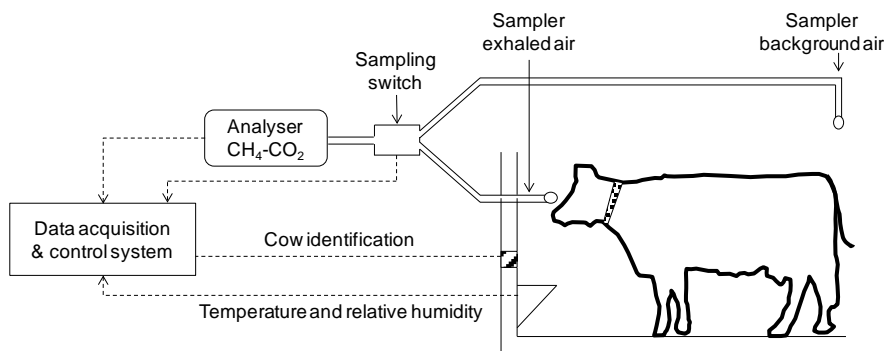 Sampler
exhaled air
Sampler
background air
Sampling
switch
Analyser
CH₄-CO₂
Data acquisition
& control system
Cow identification
Temperature and relative humidity